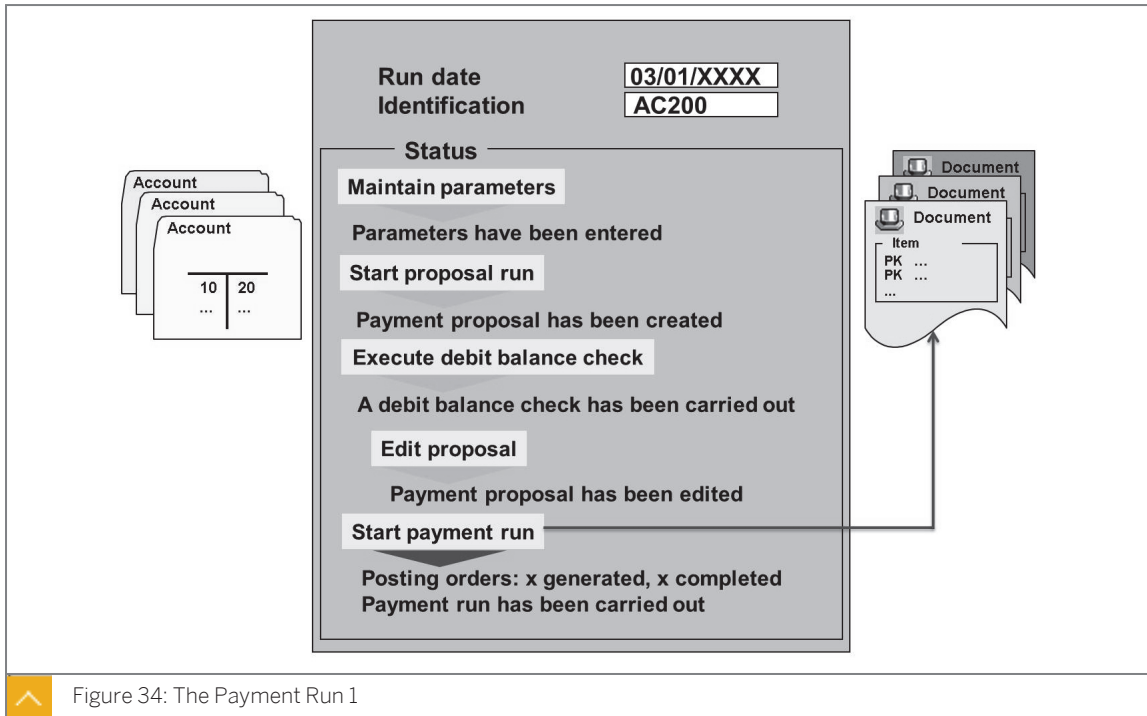 Run date 03/01/XXXX
Identification AC200
Status
Maintain parameters
Parameters have been entered
Start proposal run
Payment proposal has been created
Execute debit balance check
A debit balance check has been carried out
Edit proposal
Payment proposal has been edited
Start payment run
Posting orders: x generated, x completed
Payment run has been carried out
Account
Account
Account
10 20
... ...
Document
Document
Document
Item
PK ...
PK ...
...
Figure 34: The Payment Run 1